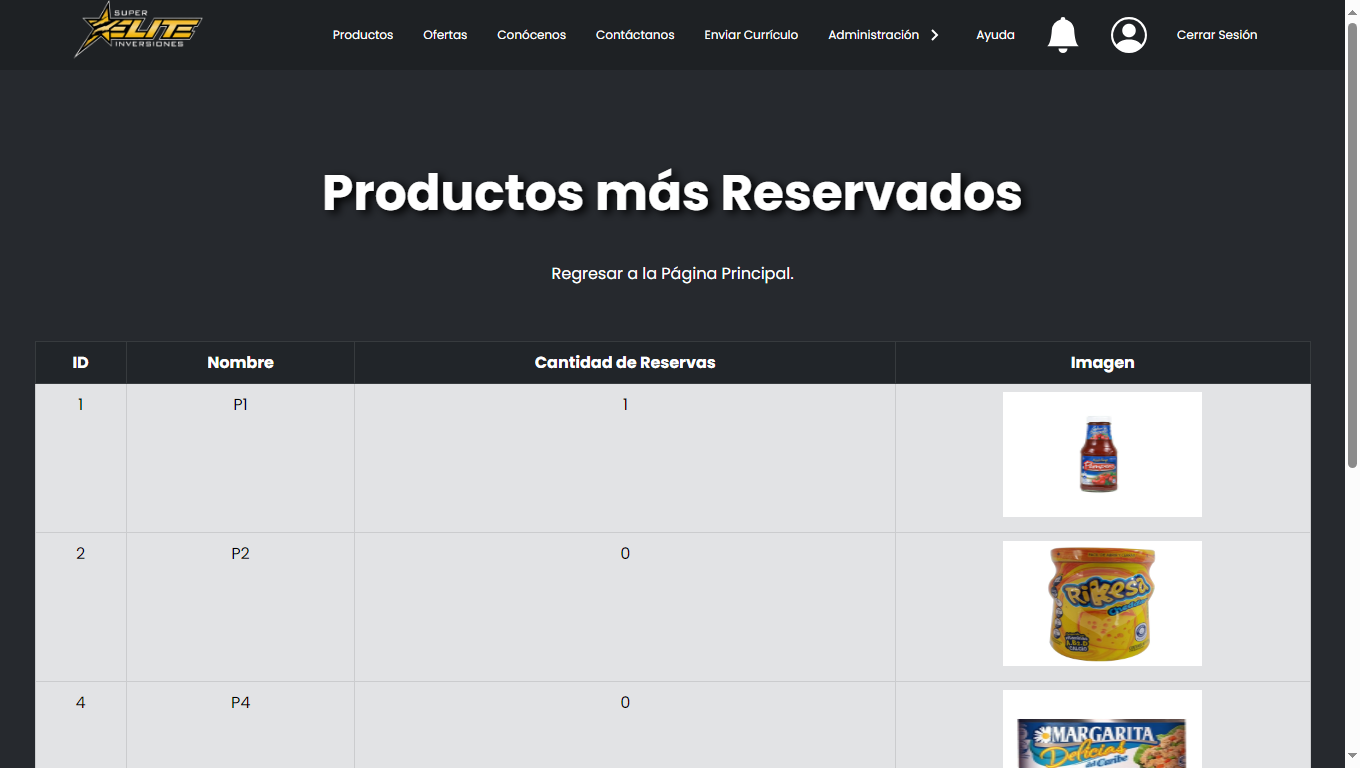 SUPER
ELITE
INVERSIONES
Productos Ofertas Conócenos Contáctanos Enviar Currículo Administración Ayuda Cerrar Sesión
Productos más Reservados
Regresar a la Página Principal.
ID Nombre Cantidad de Reservas Imagen
1 P1 1
Pampero
2 P2 0
Rikesa
4 P4 0
MARGARITA
Delicias
del Caribe